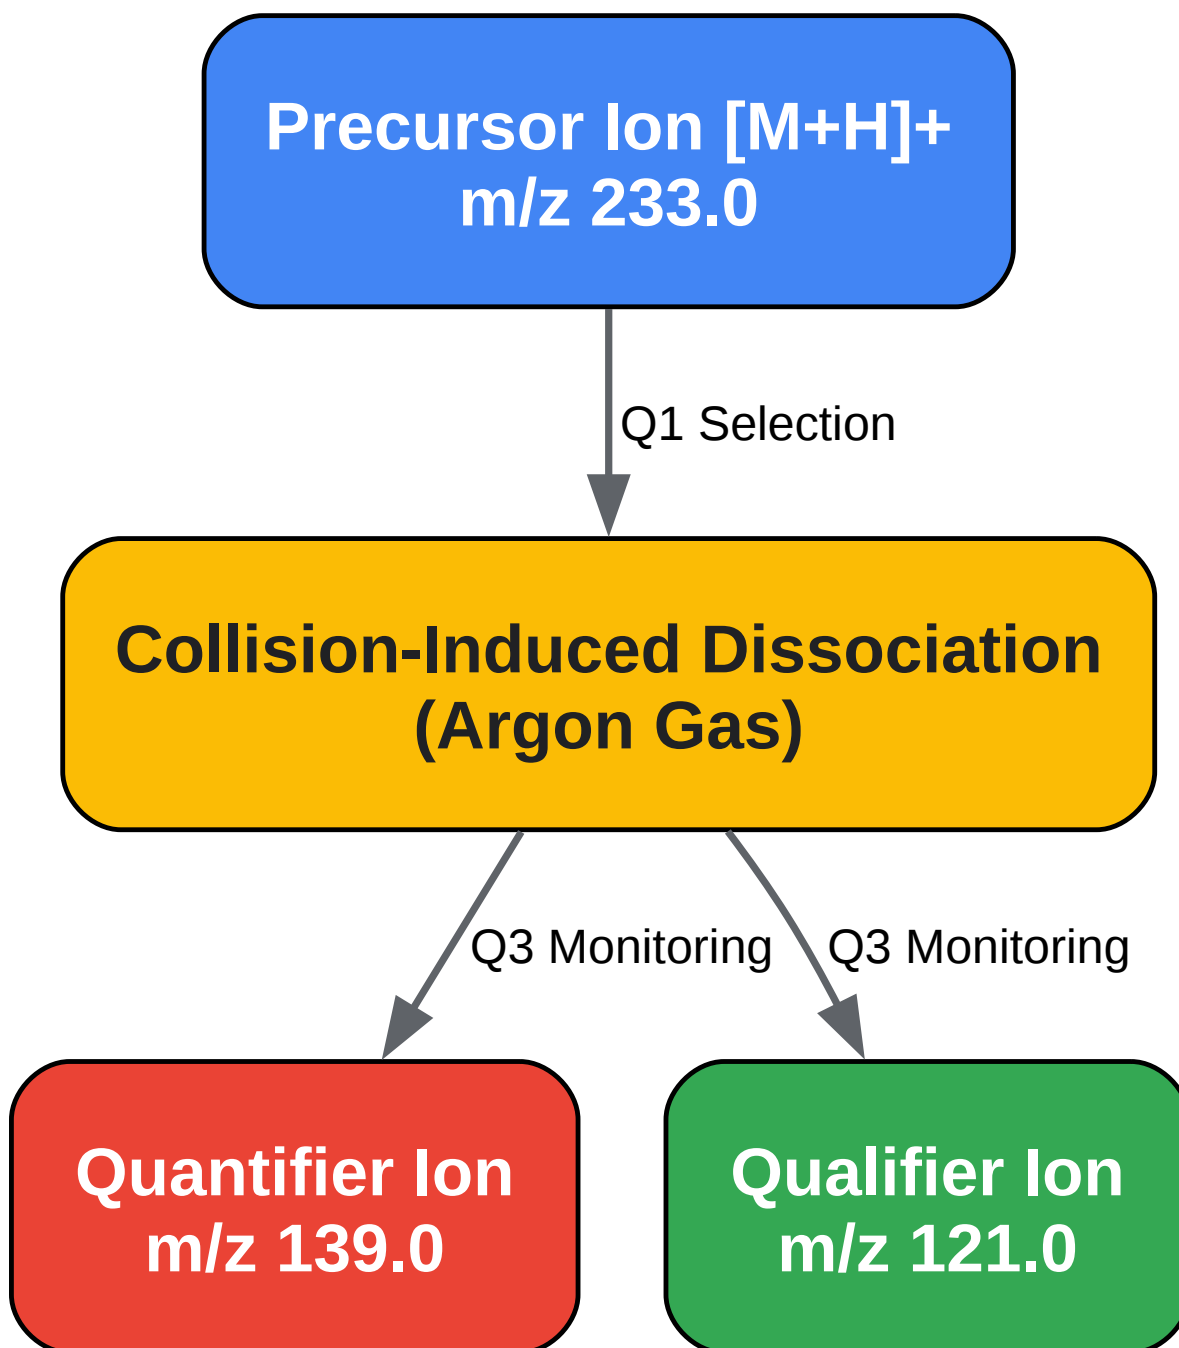 Precursor Ion [M+H]+
m/z 233.0
Q1 Selection
Collision-Induced Dissociation
(Argon Gas)
Q3 Monitoring
Q3 Monitoring
Quantifier Ion
m/z 139.0
Qualifier Ion
m/z 121.0